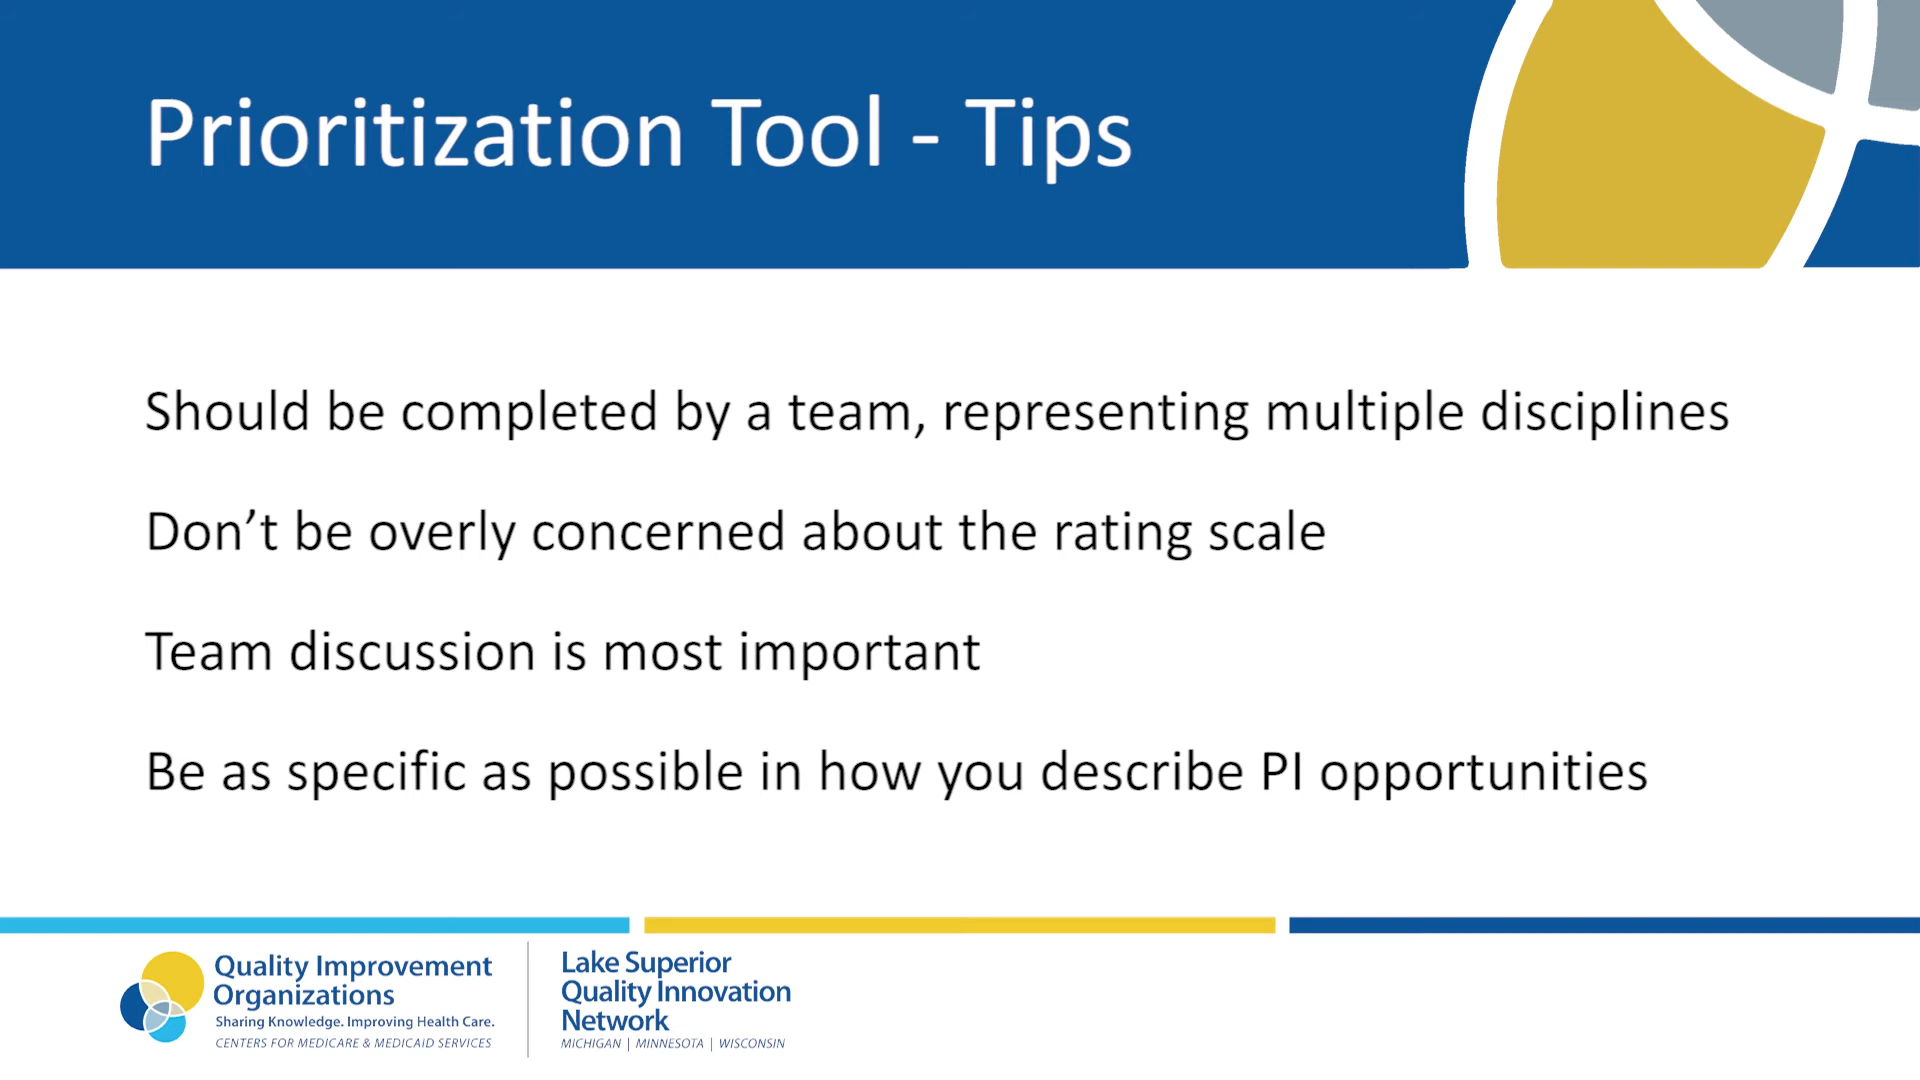 Prioritization Tool - Tips
Should be completed by a team, representing multiple disciplines
Don’t be overly concerned about the rating scale
Team discussion is most important
Be as specific as possible in how you describe PI opportunities
Quality Improvement
Organizations
Sharing Knowledge. Improving Health Care.
CENTERS FOR MEDICARE & MEDICAID SERVICES
Lake Superior
Quality Innovation
Network
MICHIGAN | MINNESOTA | WISCONSIN